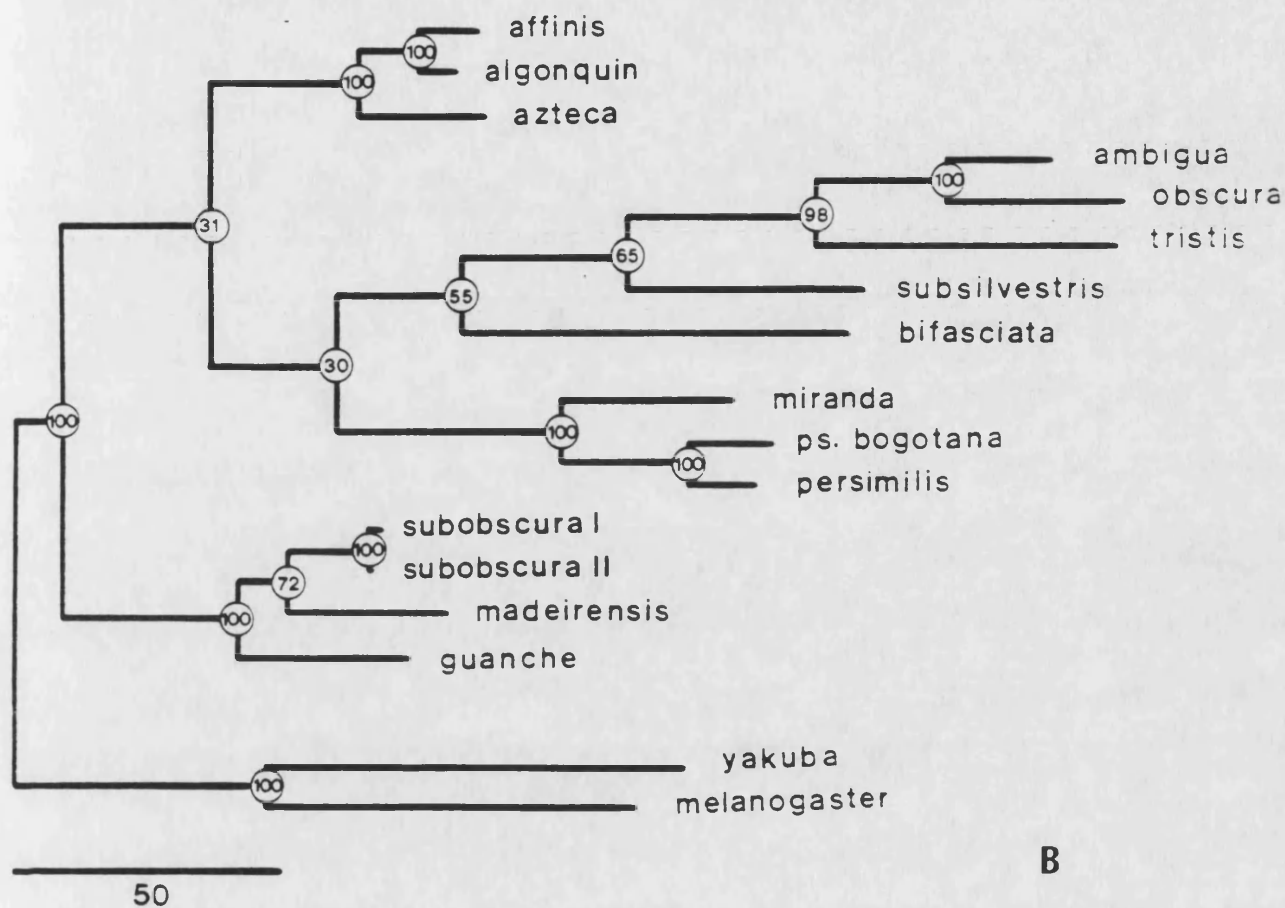 affinis
100
algonquin
100
azteca
ambigua
100
obscura
98
tristis
31
65
subsilvestris
55
bifasciata
30
miranda
100
ps. bogotana
100
persimilis
100
subobscura I
100
subobscura II
72
madeirensis
100
guanche
yakuba
100
melanogaster
B
50